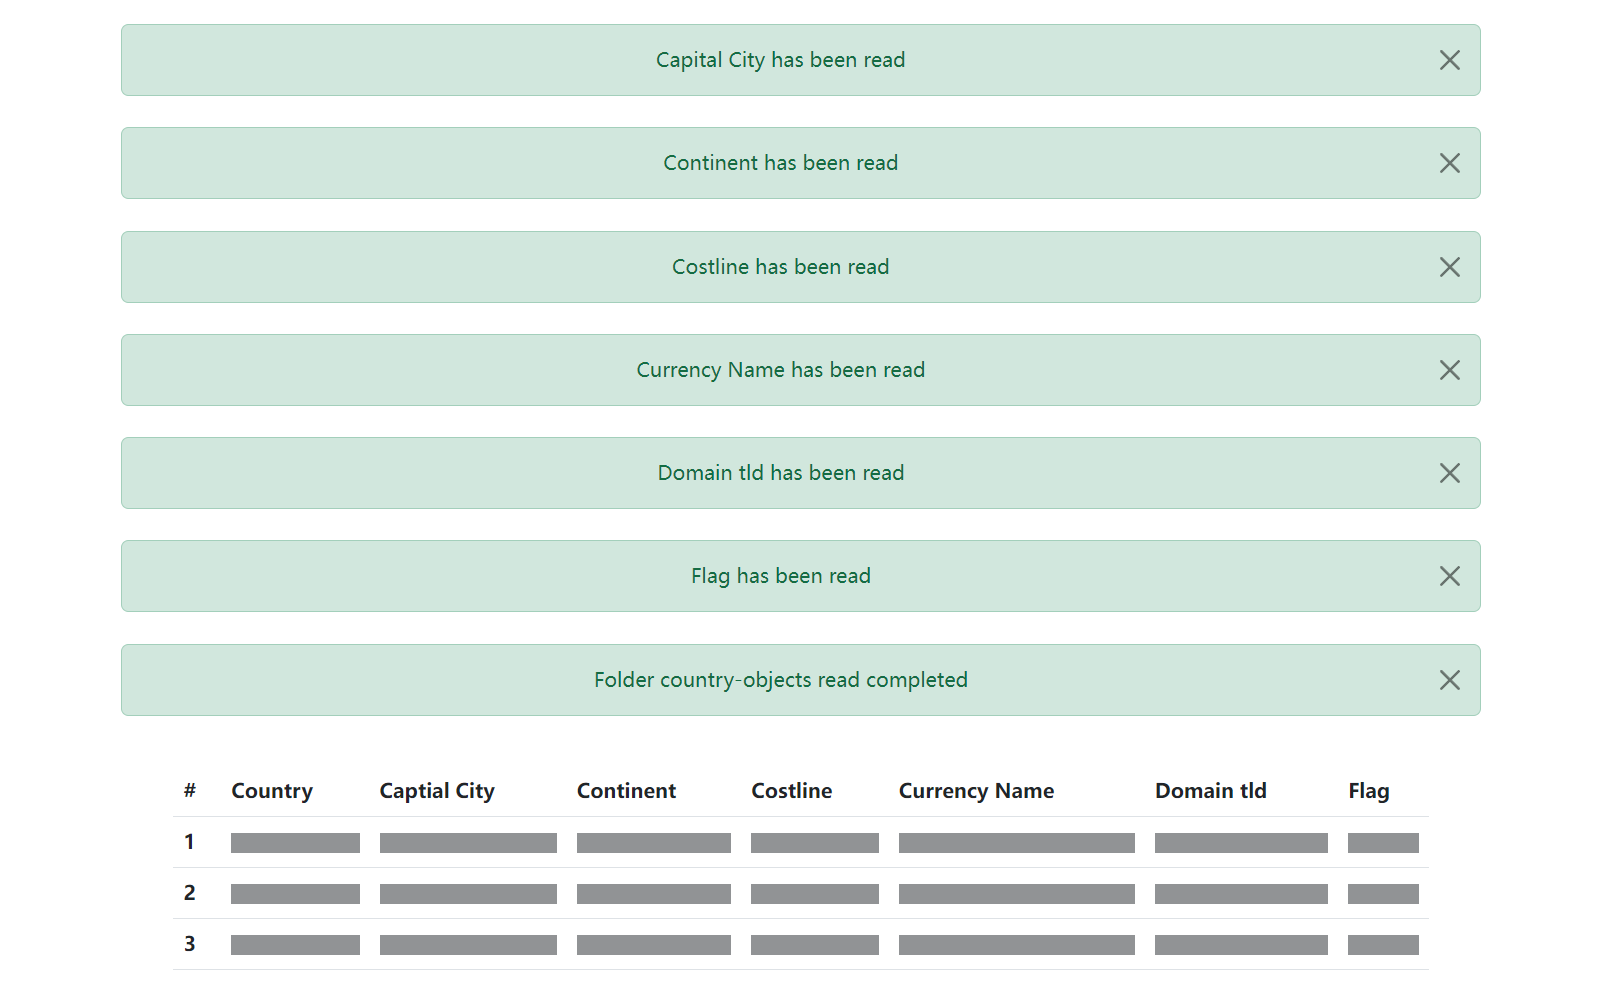 Capital City has been read
Continent has been read
Costline has been read
Currency Name has been read
Domain tld has been read
Flag has been read
Folder country-objects read completed
# Country Captial City Continent Costline Currency Name Domain tld Flag
1
2
3